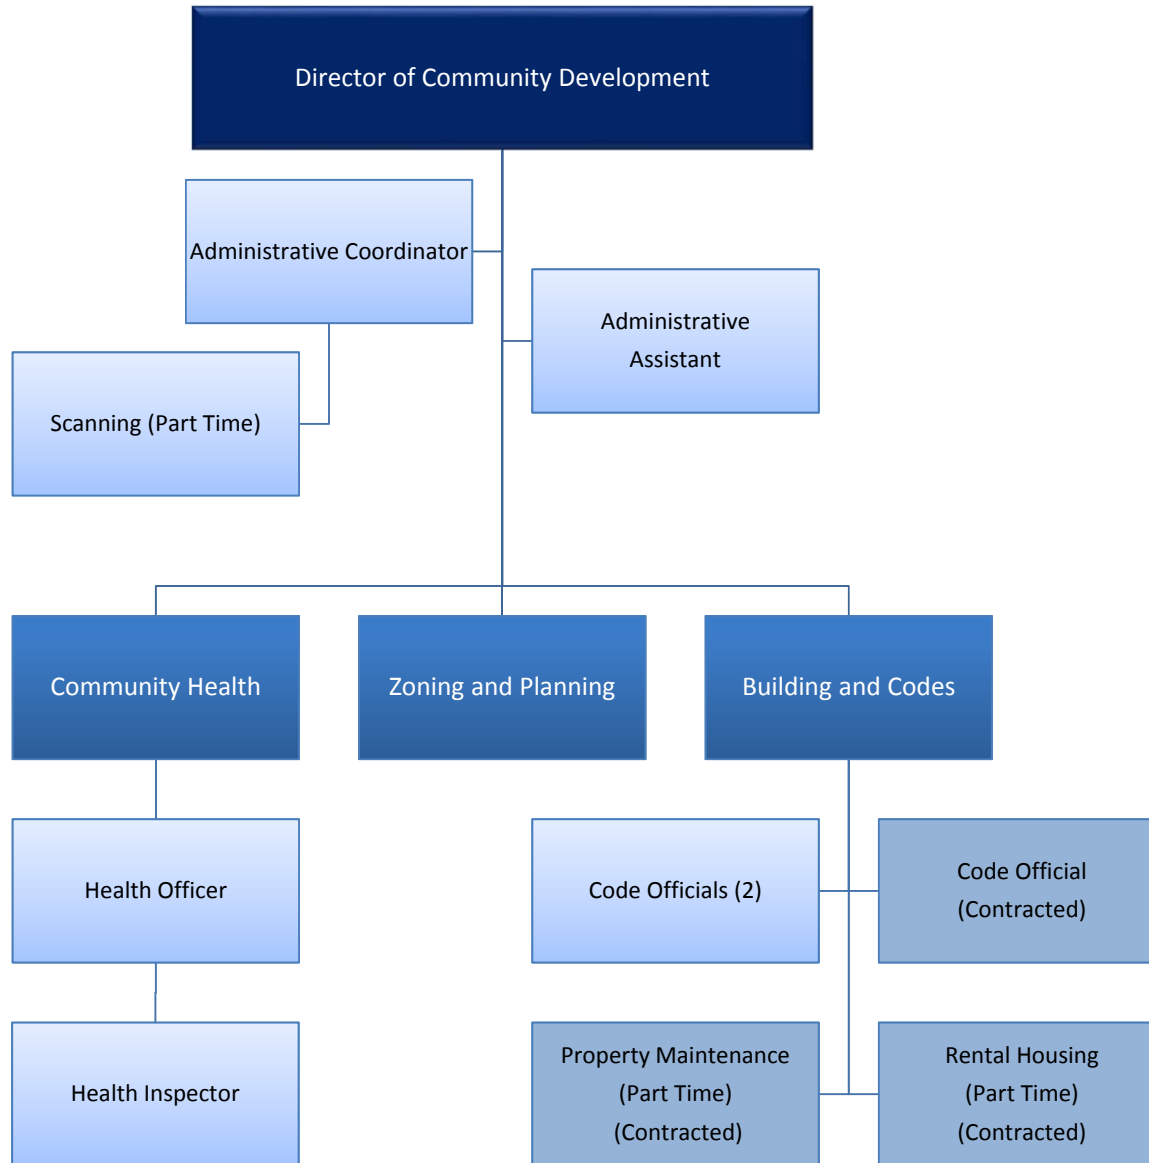 Director of Community Development
Administrative Coordinator
Administrative
Assistant
Scanning (Part Time)
Community Health
Zoning and Planning
Building and Codes
Health Officer
Code Officials (2)
Code Official
(Contracted)
Health Inspector
Property Maintenance
(Part Time)
(Contracted)
Rental Housing
(Part Time)
(Contracted)